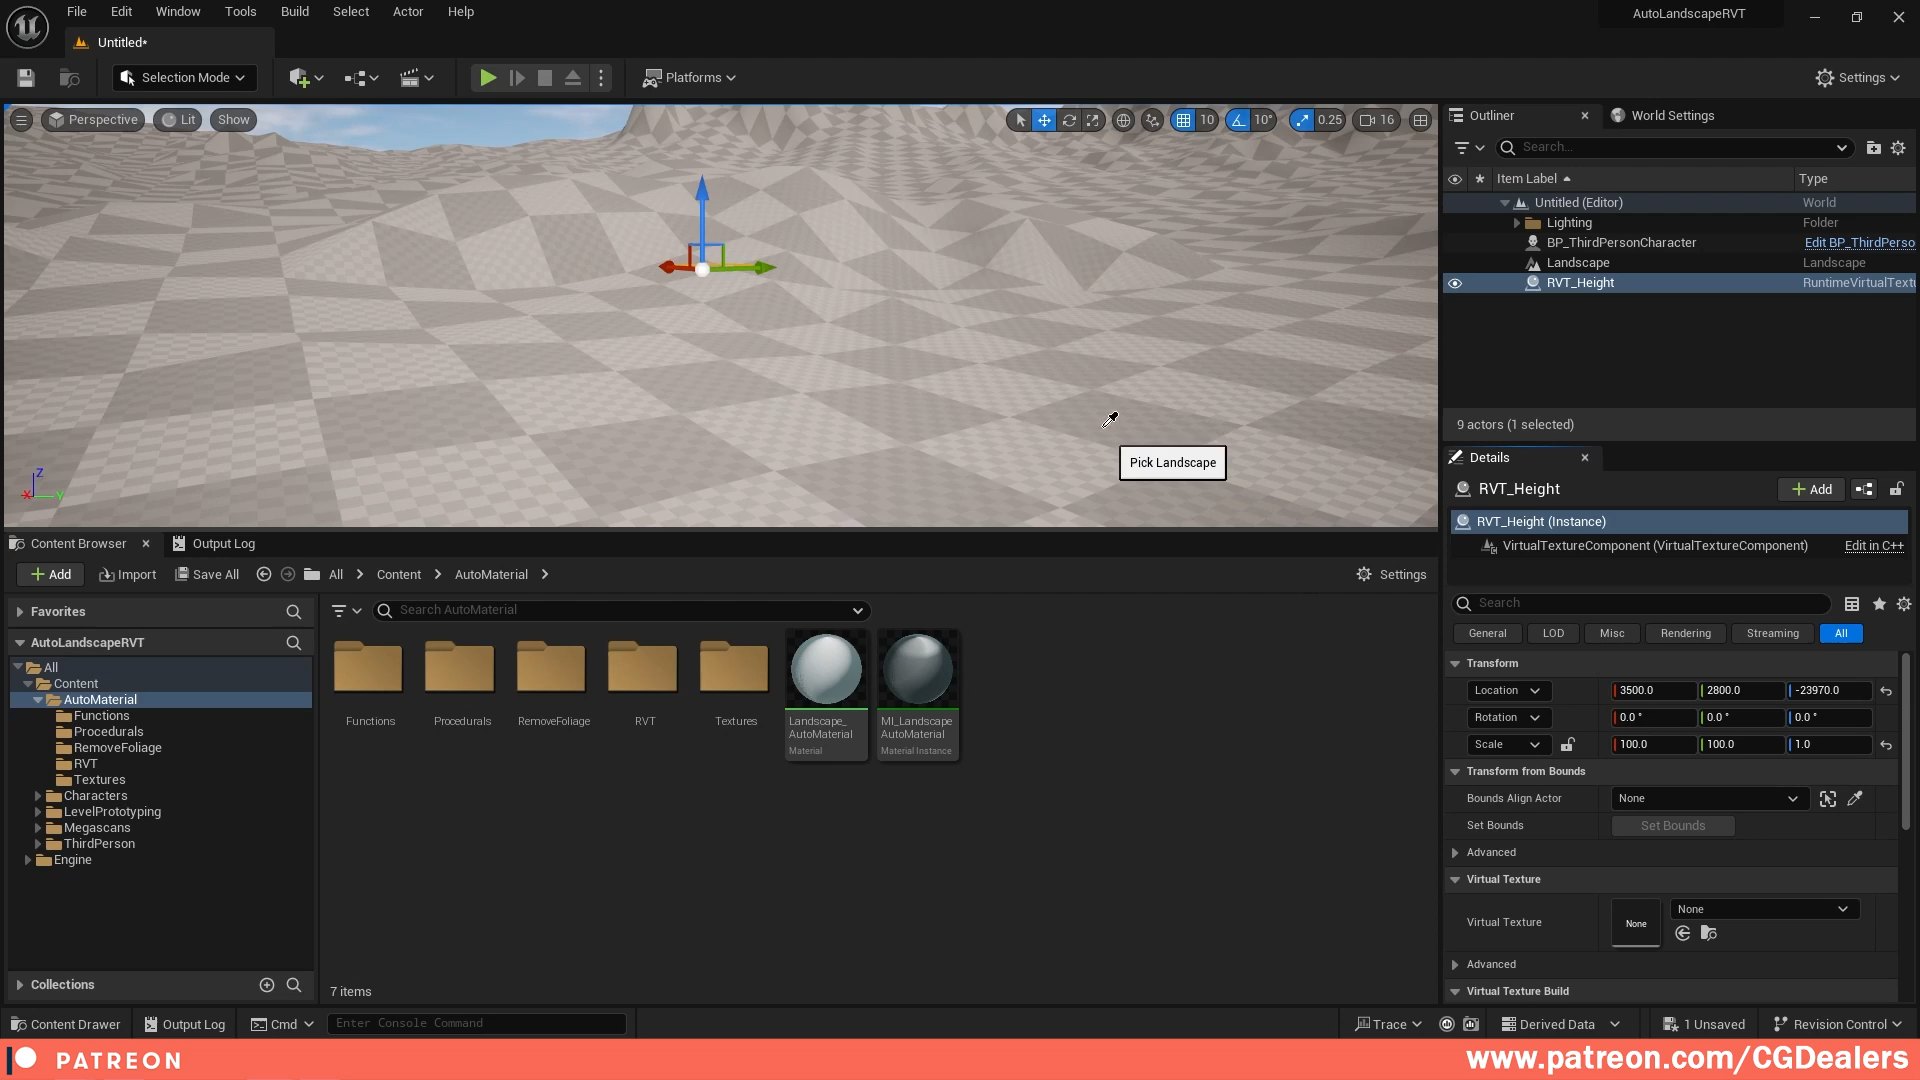 File
Edit
Window
Tools
Build
Select
Actor
Help
AutoLandscapeRVT
Untitled*
Selection Mode
Platforms
Settings
Perspective
Lit
Show
10
10°
0.25
16
Pick Landscape
Outliner
World Settings
Search...
Item Label
Type
Untitled (Editor)
World
Lighting
Folder
BP_ThirdPersonCharacter
Edit BP_ThirdPerso
Landscape
Landscape
RVT_Height
RuntimeVirtualTextu
9 actors (1 selected)
Details
RVT_Height
Add
RVT_Height (Instance)
VirtualTextureComponent (VirtualTextureComponent)
Edit in C++
Search
General
LOD
Misc
Rendering
Streaming
All
Transform
Location
3500.0
2800.0
-23970.0
Rotation
0.0 °
0.0 °
0.0 °
Scale
100.0
100.0
1.0
Transform from Bounds
Bounds Align Actor
None
Set Bounds
Set Bounds
Advanced
Virtual Texture
Virtual Texture
None
None
Advanced
Virtual Texture Build
Content Browser
Output Log
Add
Import
Save All
All
Content
AutoMaterial
Settings
Favorites
AutoLandscapeRVT
All
Content
AutoMaterial
Functions
Procedurals
RemoveFoliage
RVT
Textures
Characters
LevelPrototyping
Megascans
ThirdPerson
Engine
Collections
Search AutoMaterial
Functions
Procedurals
RemoveFoliage
RVT
Textures
Landscape_
AutoMaterial
Material
MI_Landscape
AutoMaterial
Material Instance
7 items
Content Drawer
Output Log
Cmd
Enter Console Command
Trace
Derived Data
1 Unsaved
Revision Control
PATREON
www.patreon.com/CGDealers